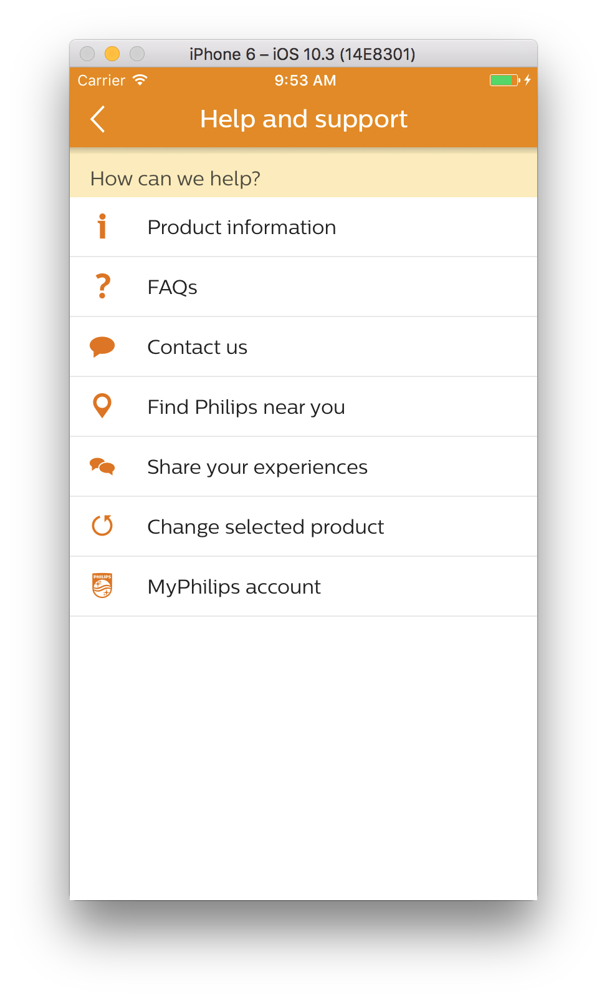 iPhone 6 – iOS 10.3 (14E8301)
Carrier 9:53 AM
Help and support
How can we help?
Product information
FAQs
Contact us
Find Philips near you
Share your experiences
Change selected product
PHILIPS
MyPhilips account